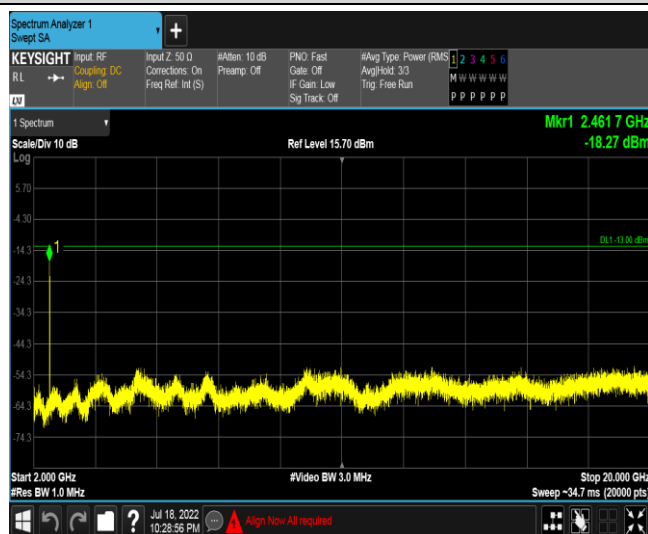 Spectrum Analyzer 1
Swept SA
KEYSIGHT
RL
LXI
Input: RF
Coupling: DC
Align: Off
Input Z: 50 Ω
Corrections: On
Freq Ref: Int (S)
#Atten: 10 dB
Preamp: Off
PNO: Fast
Gate: Off
IF Gain: Low
Sig Track: Off
#Avg Type: Power (RMS
Avg|Hold: 3/3
Trig: Free Run
1 2 3 4 5 6
M W W W W W
P P P P P P
1 Spectrum
Scale/Div 10 dB
Ref Level 15.70 dBm
Mkr1 2.461 7 GHz
-18.27 dBm
Log
5.70
-4.30
-14.3
-24.3
-34.3
-44.3
-54.3
-64.3
-74.3
1
DL1 -13.00 dBm
Start 2.000 GHz
#Video BW 3.0 MHz
Stop 20.000 GHz
#Res BW 1.0 MHz
Sweep ~34.7 ms (20000 pts)
?
Jul 18, 2022
10:28:56 PM
1
Align Now All required